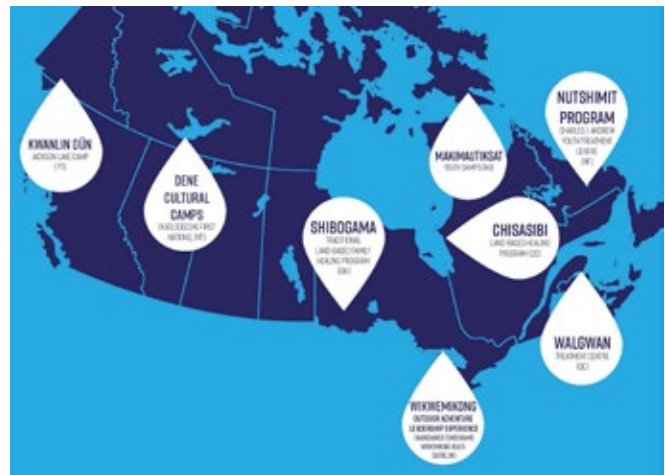 KWANLIN DÜN
JACKSON LAKE CAMP
(YT)
DENE
CULTURAL
CAMPS
NATIONS, (NT)
SHIBOGAMA
TRADITIONAL
LAND-BASED FAMILY
HEALING PROGRAM
(ON)
MAKIMAUTIKSAT
YOUTH CAMPS (NU)
NUTSHIMIT
PROGRAM
CHARLES J. ANDREW
YOUTH TREATMENT
CENTRE
(NF)
CHISASIBI
LAND-BASED HEALING
PROGRAM (QC)
WALGWAN
TREATMENT CENTRE
(QC)
WIKWEMIKONG
OUTDOOR ADVENTURE
LEADERSHIP EXPERIENCE